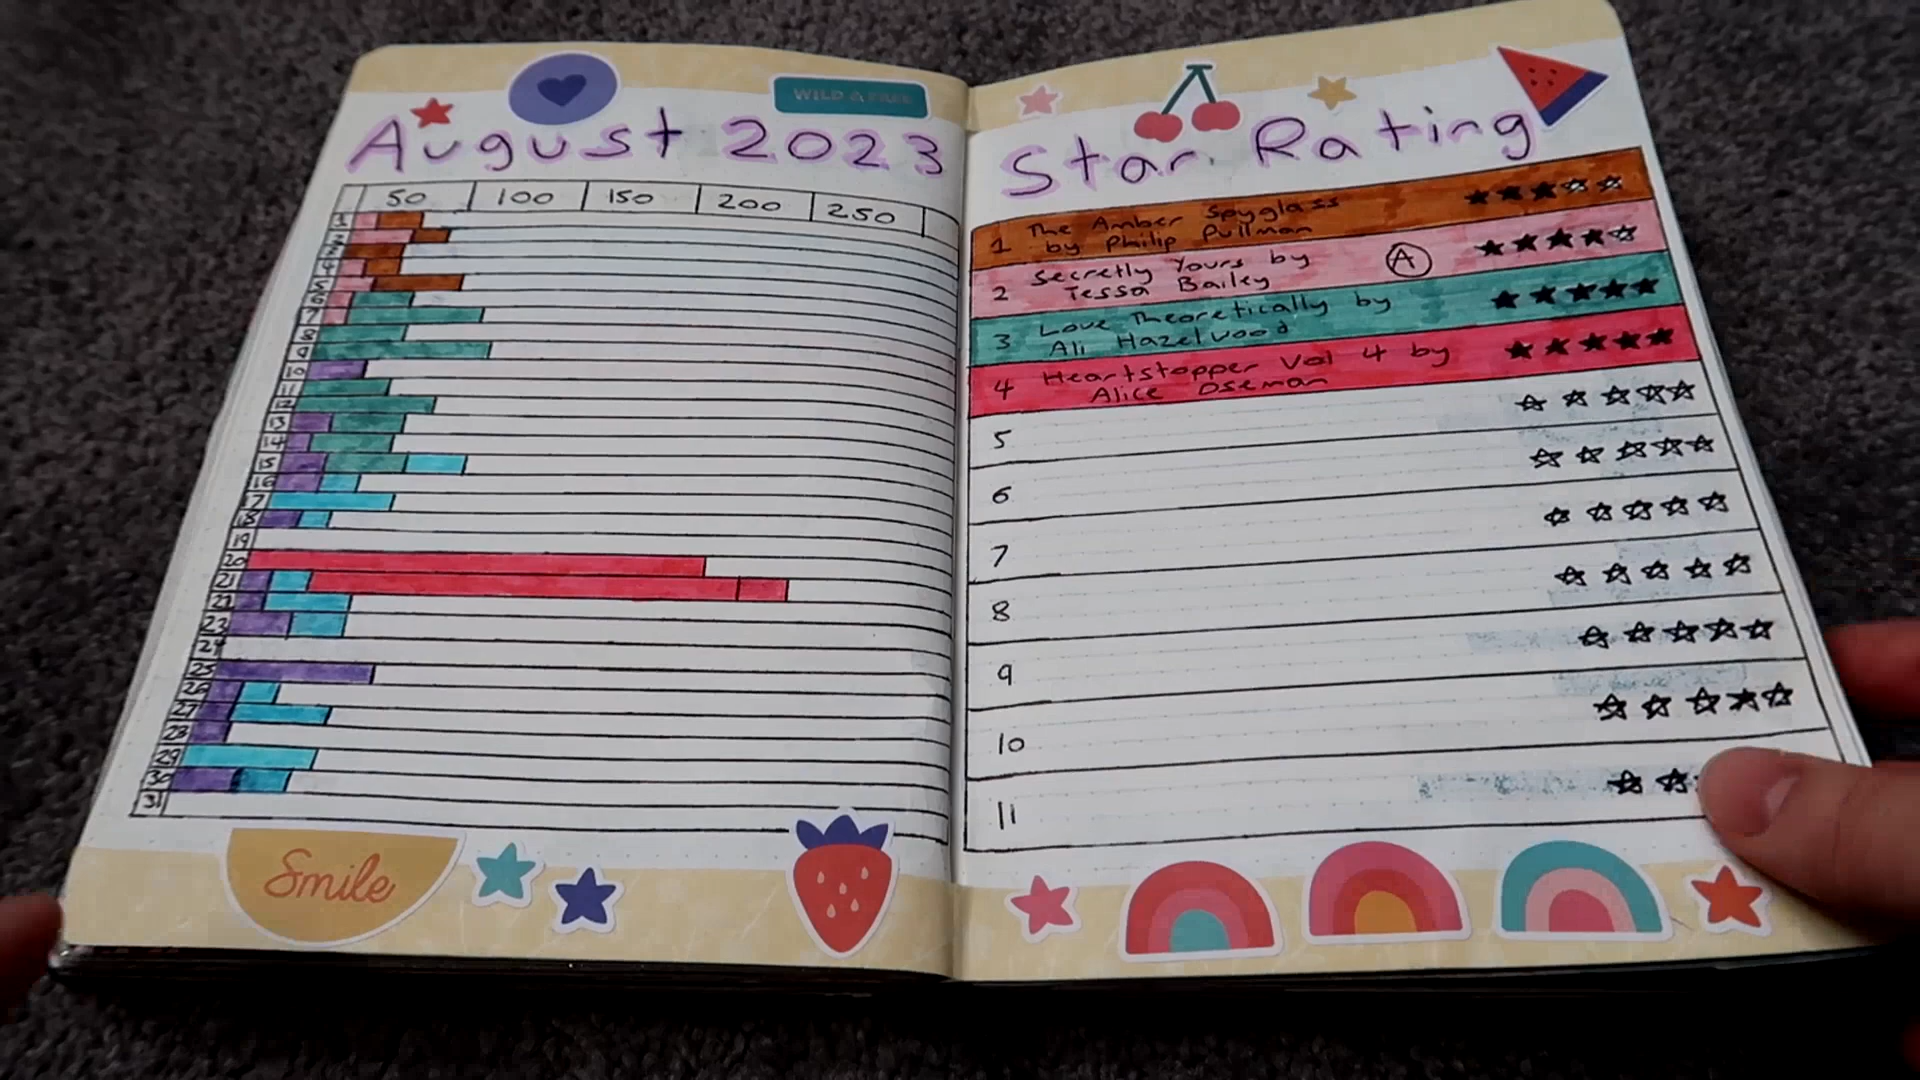 WILD & FREE
August 2023
50 100 150 200 250
1
2
3
4
5
6
7
8
9
10
11
12
13
14
15
16
17
18
19
20
21
22
23
24
25
26
27
28
29
30
31
Smile
Star Rating
1 The Amber Spyglass
by Philip Pullman
2 Secretly Yours by A
Tessa Bailey
3 Love Theoretically by
Ali Hazelwood
4 Heartstopper Vol 4 by
Alice Oseman
5
6
7
8
9
10
11